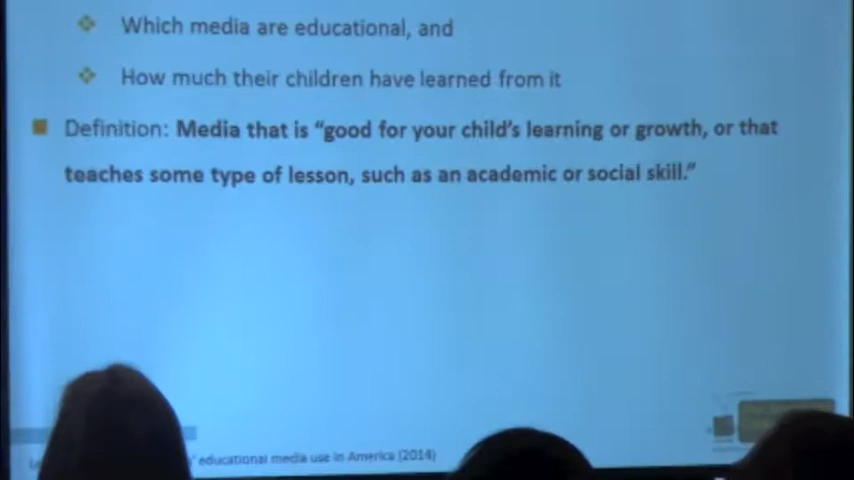 Which media are educational, and
How much their children have learned from it
Definition: Media that is “good for your child’s learning or growth, or that
teaches some type of lesson, such as an academic or social skill.”
educational media use in America (2014)